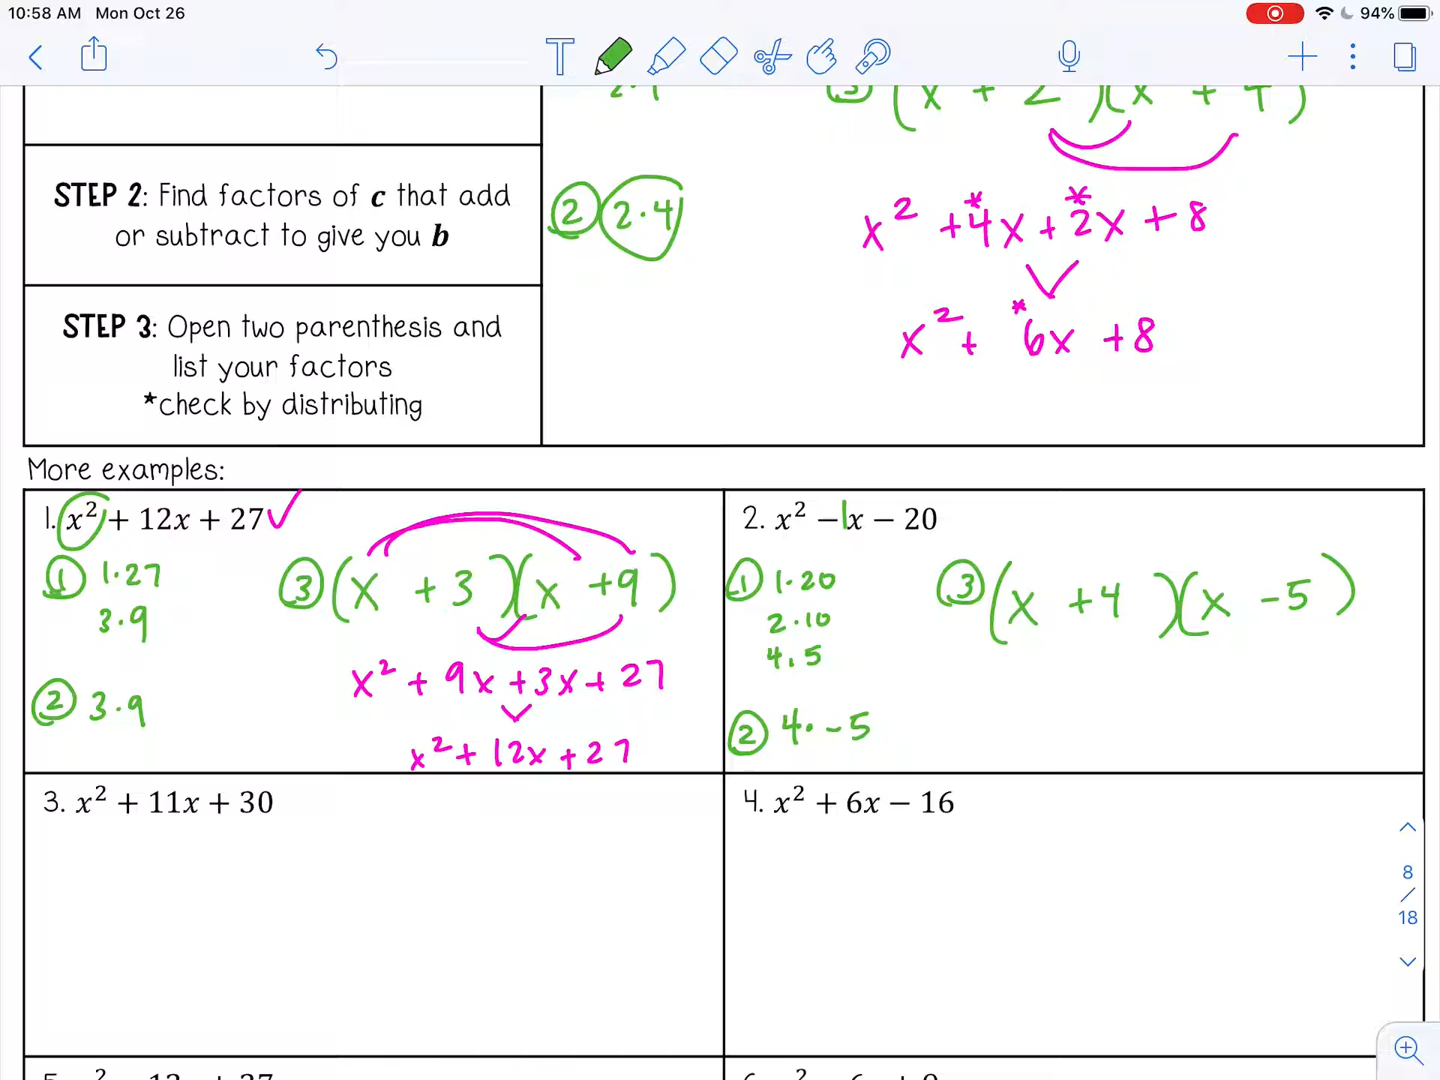 10:58 AM Mon Oct 26 94%
T
③ (x + 2)(x + 4)
STEP 2: Find factors of c that add
or subtract to give you b
② 2·4
x² + 4x + 2x + 8
x² + 6x + 8
STEP 3: Open two parenthesis and
list your factors
*check by distributing
More examples:
1. x² + 12x + 27 ✓
① 1·27
3·9
② 3·9
③ (x + 3)(x + 9)
x² + 9x + 3x + 27
x² + 12x + 27
2. x² − 1x − 20
① 1·20
2·10
4·5
② 4· −5
③ (x + 4)(x − 5)
3. x² + 11x + 30
4. x² + 6x − 16
8
/
18